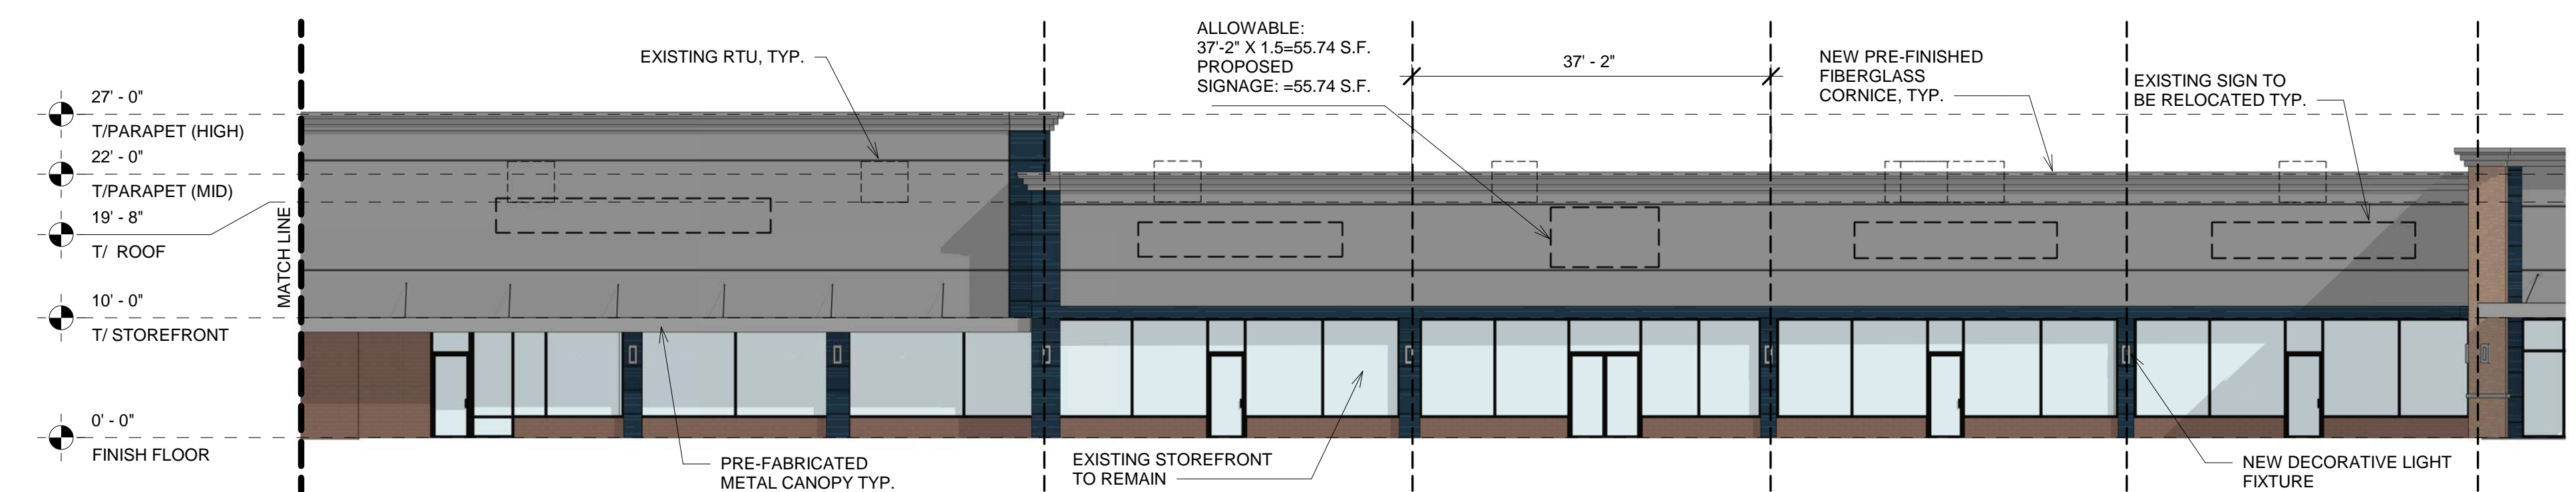 ALLOWABLE:
37'-2" X 1.5=55.74 S.F.
PROPOSED
SIGNAGE: =55.74 S.F.
EXISTING RTU, TYP.
37' - 2"
NEW PRE-FINISHED
FIBERGLASS
CORNICE, TYP.
EXISTING SIGN TO
BE RELOCATED TYP.
27' - 0"
T/PARAPET (HIGH)
22' - 0"
T/PARAPET (MID)
19' - 8"
T/ ROOF
MATCH LINE
10' - 0"
T/ STOREFRONT
0' - 0"
FINISH FLOOR
PRE-FABRICATED
METAL CANOPY TYP.
EXISTING STOREFRONT
TO REMAIN
NEW DECORATIVE LIGHT
FIXTURE